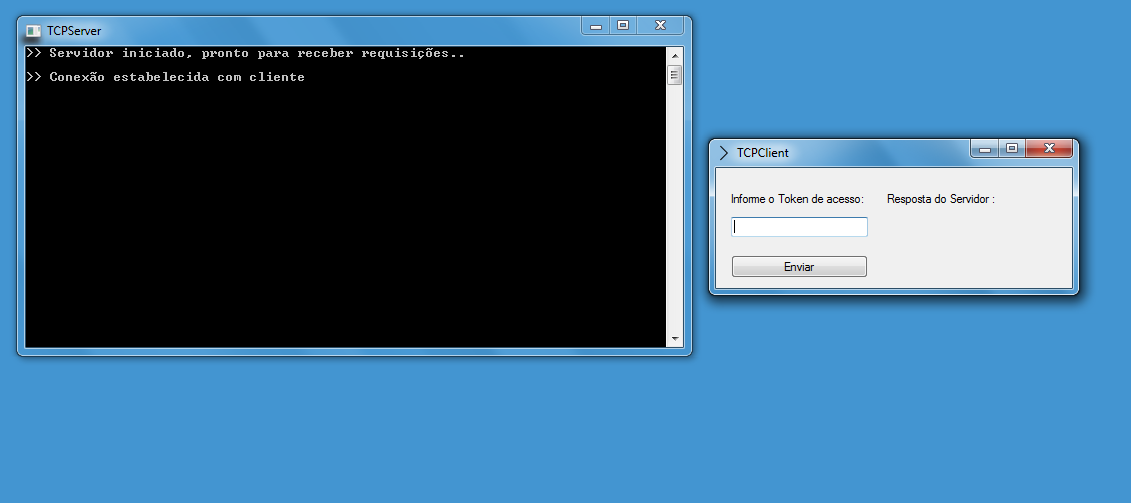 TCPServer
>> Servidor iniciado, pronto para receber requisições..
>> Conexão estabelecida com cliente
TCPClient
Informe o Token de acesso: Resposta do Servidor :
Enviar